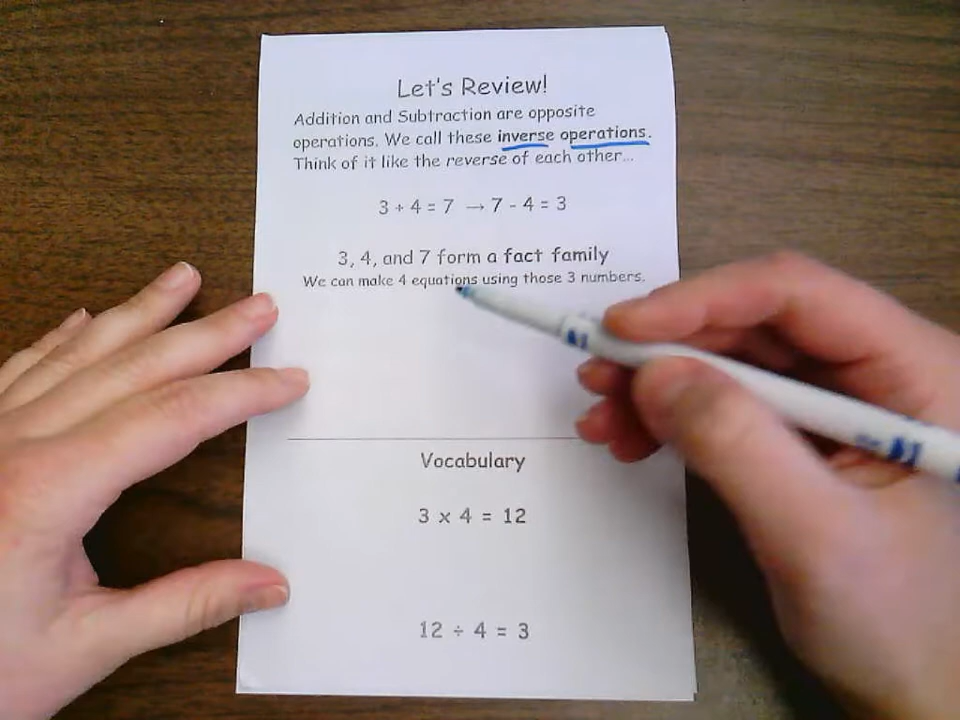 Let's Review!
Addition and Subtraction are opposite
operations. We call these inverse operations.
Think of it like the reverse of each other...
3 + 4 = 7 → 7 - 4 = 3
3, 4, and 7 form a fact family
We can make 4 equations using those 3 numbers.
Vocabulary
3 x 4 = 12
12 ÷ 4 = 3